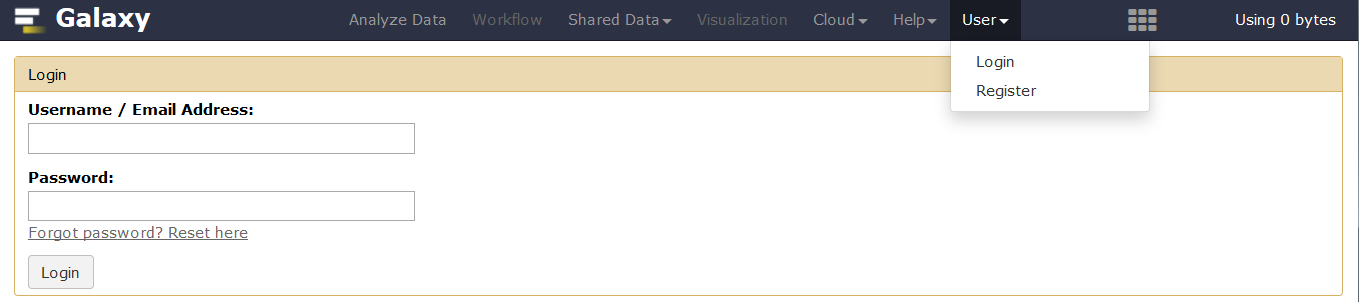 Galaxy Analyze Data Workflow Shared Data Visualization Cloud Help User Using 0 bytes
Login
Register
Login
Username / Email Address:
Password:
Forgot password? Reset here
Login